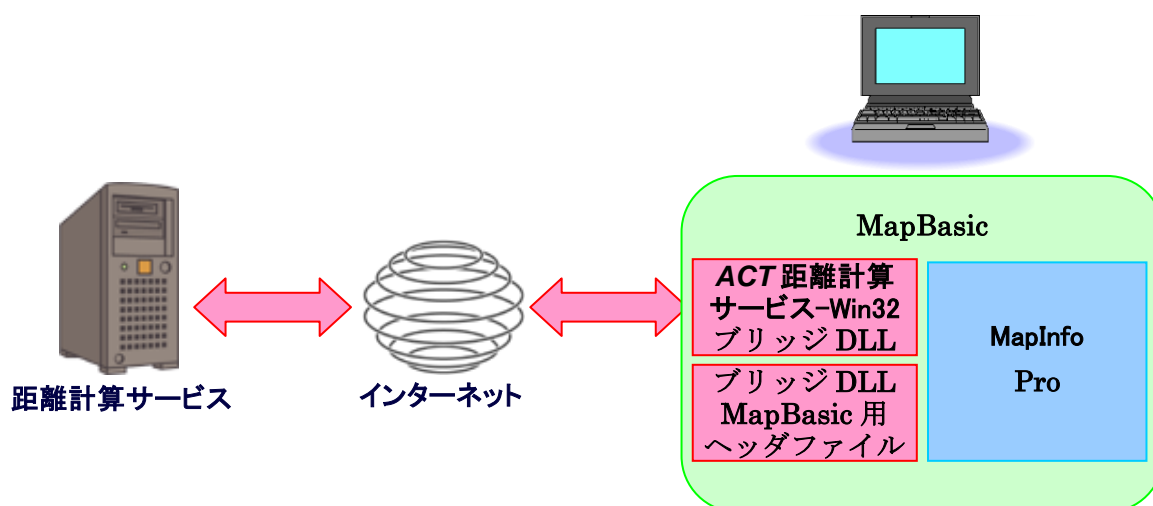 MapBasic
ACT 距離計算
サービス-Win32
ブリッジ DLL
ブリッジ DLL
MapBasic 用
ヘッダファイル
MapInfo
Pro
距離計算サービス
インターネット